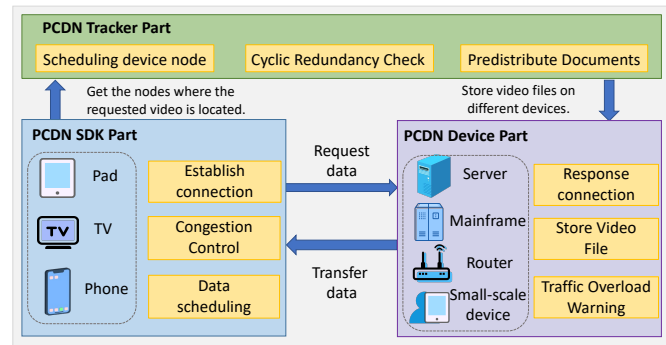 PCDN Tracker Part
Scheduling device node
Cyclic Redundancy Check
Predistribute Documents
Get the nodes where the
requested video is located.
Store video files on
different devices.
PCDN SDK Part
Pad
TV
TV
Phone
Establish
connection
Congestion
Control
Data
scheduling
Request
data
Transfer
data
PCDN Device Part
Server
Mainframe
Router
Small-scale
device
Response
connection
Store Video
File
Traffic Overload
Warning